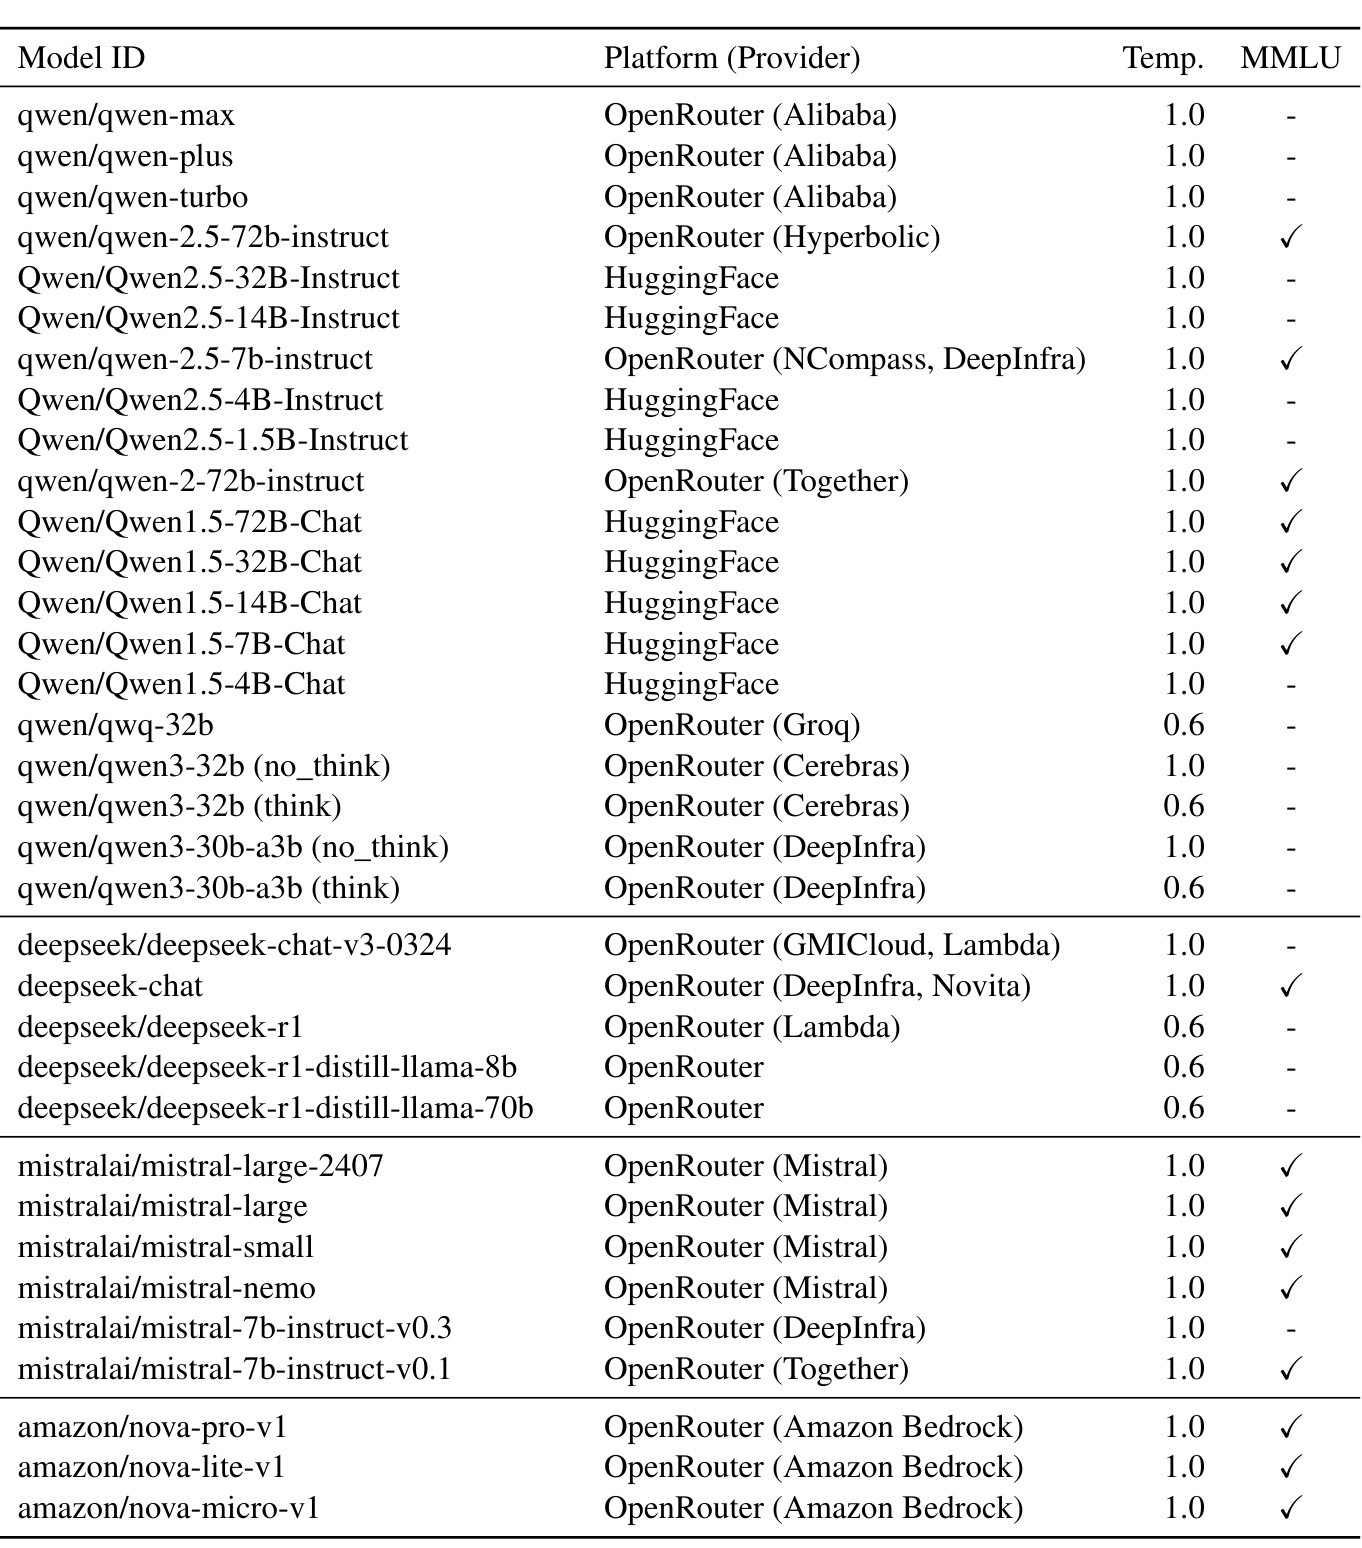 Model ID Platform (Provider) Temp. MMLU
qwen/qwen-max OpenRouter (Alibaba) 1.0 -
qwen/qwen-plus OpenRouter (Alibaba) 1.0 -
qwen/qwen-turbo OpenRouter (Alibaba) 1.0 -
qwen/qwen-2.5-72b-instruct OpenRouter (Hyperbolic) 1.0 ✓
Qwen/Qwen2.5-32B-Instruct HuggingFace 1.0 -
Qwen/Qwen2.5-14B-Instruct HuggingFace 1.0 -
qwen/qwen-2.5-7b-instruct OpenRouter (NCompass, DeepInfra) 1.0 ✓
Qwen/Qwen2.5-4B-Instruct HuggingFace 1.0 -
Qwen/Qwen2.5-1.5B-Instruct HuggingFace 1.0 -
qwen/qwen-2-72b-instruct OpenRouter (Together) 1.0 ✓
Qwen/Qwen1.5-72B-Chat HuggingFace 1.0 ✓
Qwen/Qwen1.5-32B-Chat HuggingFace 1.0 ✓
Qwen/Qwen1.5-14B-Chat HuggingFace 1.0 ✓
Qwen/Qwen1.5-7B-Chat HuggingFace 1.0 ✓
Qwen/Qwen1.5-4B-Chat HuggingFace 1.0 -
qwen/qwq-32b OpenRouter (Groq) 0.6 -
qwen/qwen3-32b (no_think) OpenRouter (Cerebras) 1.0 -
qwen/qwen3-32b (think) OpenRouter (Cerebras) 0.6 -
qwen/qwen3-30b-a3b (no_think) OpenRouter (DeepInfra) 1.0 -
qwen/qwen3-30b-a3b (think) OpenRouter (DeepInfra) 0.6 -
deepseek/deepseek-chat-v3-0324 OpenRouter (GMICloud, Lambda) 1.0 -
deepseek-chat OpenRouter (DeepInfra, Novita) 1.0 ✓
deepseek/deepseek-r1 OpenRouter (Lambda) 0.6 -
deepseek/deepseek-r1-distill-llama-8b OpenRouter 0.6 -
deepseek/deepseek-r1-distill-llama-70b OpenRouter 0.6 -
mistralai/mistral-large-2407 OpenRouter (Mistral) 1.0 ✓
mistralai/mistral-large OpenRouter (Mistral) 1.0 ✓
mistralai/mistral-small OpenRouter (Mistral) 1.0 ✓
mistralai/mistral-nemo OpenRouter (Mistral) 1.0 ✓
mistralai/mistral-7b-instruct-v0.3 OpenRouter (DeepInfra) 1.0 -
mistralai/mistral-7b-instruct-v0.1 OpenRouter (Together) 1.0 ✓
amazon/nova-pro-v1 OpenRouter (Amazon Bedrock) 1.0 ✓
amazon/nova-lite-v1 OpenRouter (Amazon Bedrock) 1.0 ✓
amazon/nova-micro-v1 OpenRouter (Amazon Bedrock) 1.0 ✓